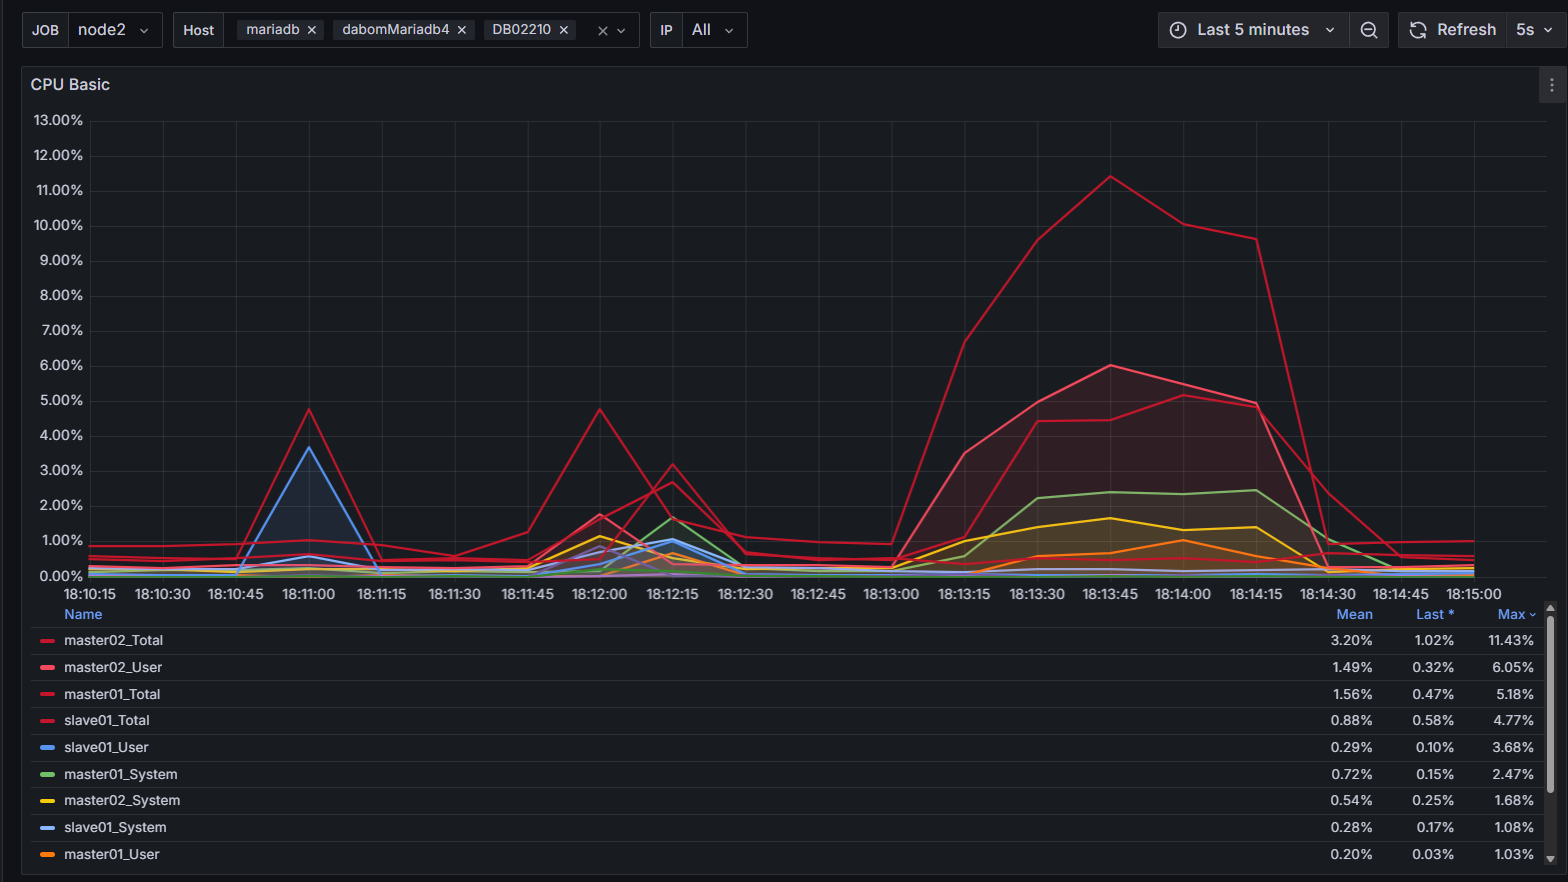 JOB node2 Host mariadb dabomMariadb4 DB02210 IP All Last 5 minutes Refresh 5s
CPU Basic
13.00%
12.00%
11.00%
10.00%
9.00%
8.00%
7.00%
6.00%
5.00%
4.00%
3.00%
2.00%
1.00%
0.00%
18:10:15 18:10:30 18:10:45 18:11:00 18:11:15 18:11:30 18:11:45 18:12:00 18:12:15 18:12:30 18:12:45 18:13:00 18:13:15 18:13:30 18:13:45 18:14:00 18:14:15 18:14:30 18:14:45 18:15:00
Name Mean Last * Max
master02_Total 3.20% 1.02% 11.43%
master02_User 1.49% 0.32% 6.05%
master01_Total 1.56% 0.47% 5.18%
slave01_Total 0.88% 0.58% 4.77%
slave01_User 0.29% 0.10% 3.68%
master01_System 0.72% 0.15% 2.47%
master02_System 0.54% 0.25% 1.68%
slave01_System 0.28% 0.17% 1.08%
master01_User 0.20% 0.03% 1.03%